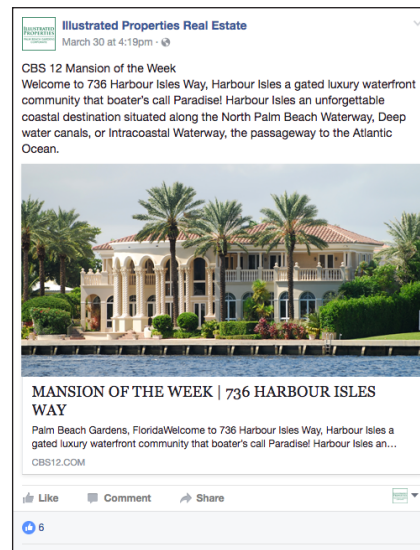 ILLUSTRATED
PROPERTIES
Illustrated Properties Real Estate
March 30 at 4:19pm ·
CBS 12 Mansion of the Week
Welcome to 736 Harbour Isles Way, Harbour Isles a gated luxury waterfront
community that boater's call Paradise! Harbour Isles an unforgettable
coastal destination situated along the North Palm Beach Waterway, Deep
water canals, or Intracoastal Waterway, the passageway to the Atlantic
Ocean.
MANSION OF THE WEEK | 736 HARBOUR ISLES
WAY
Palm Beach Gardens, FloridaWelcome to 736 Harbour Isles Way, Harbour Isles a
gated luxury waterfront community that boater's call Paradise! Harbour Isles an...
CBS12.COM
Like Comment Share
6